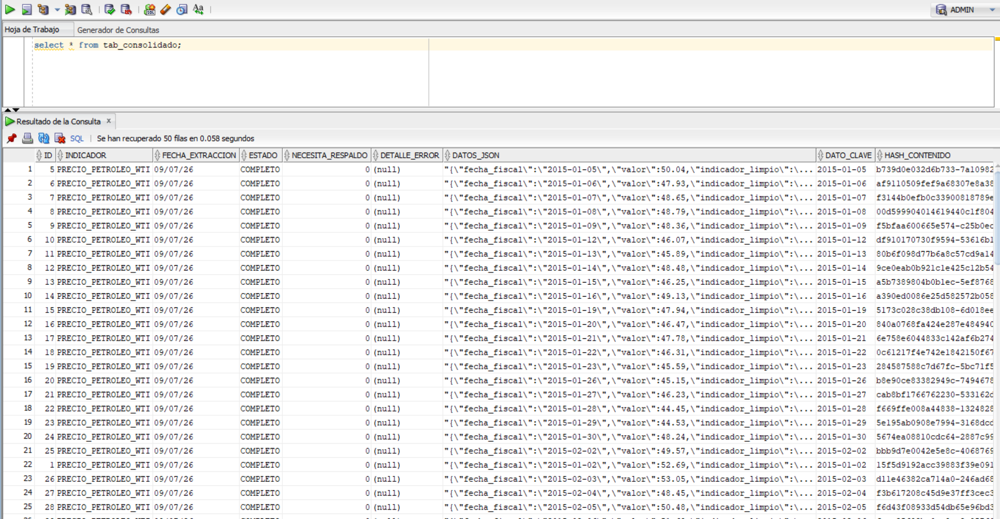 ADMIN
Hoja de Trabajo Generador de Consultas
select * from tab_consolidado;
Resultado de la Consulta x
SQL | Se han recuperado 50 filas en 0.058 segundos
ID INDICADOR FECHA_EXTRACCION ESTADO NECESITA_RESPALDO DETALLE_ERROR DATOS_JSON DATO_CLAVE HASH_CONTENIDO
1 5 PRECIO_PETROLEO_WTI 09/07/26 COMPLETO 0 (null) "{\"fecha_fiscal\":\"2015-01-05\",\"valor\":50.04,\"indicador_limpio\":\... 2015-01-05 b739d0e032d6b733-7a10982
2 6 PRECIO_PETROLEO_WTI 09/07/26 COMPLETO 0 (null) "{\"fecha_fiscal\":\"2015-01-06\",\"valor\":47.93,\"indicador_limpio\":\... 2015-01-06 af9110509fef9a68307e8a38
3 7 PRECIO_PETROLEO_WTI 09/07/26 COMPLETO 0 (null) "{\"fecha_fiscal\":\"2015-01-07\",\"valor\":48.65,\"indicador_limpio\":\... 2015-01-07 f3144b0efb0c33900818789e
4 8 PRECIO_PETROLEO_WTI 09/07/26 COMPLETO 0 (null) "{\"fecha_fiscal\":\"2015-01-08\",\"valor\":48.79,\"indicador_limpio\":\... 2015-01-08 00d599904014619440c1f804
5 9 PRECIO_PETROLEO_WTI 09/07/26 COMPLETO 0 (null) "{\"fecha_fiscal\":\"2015-01-09\",\"valor\":48.36,\"indicador_limpio\":\... 2015-01-09 f5bfaa600665e574-c25b0ec
6 10 PRECIO_PETROLEO_WTI 09/07/26 COMPLETO 0 (null) "{\"fecha_fiscal\":\"2015-01-12\",\"valor\":46.07,\"indicador_limpio\":\... 2015-01-12 df910170730f9594-53616b1
7 11 PRECIO_PETROLEO_WTI 09/07/26 COMPLETO 0 (null) "{\"fecha_fiscal\":\"2015-01-13\",\"valor\":45.89,\"indicador_limpio\":\... 2015-01-13 80b6f098d77b6a8c57cd9a14
8 12 PRECIO_PETROLEO_WTI 09/07/26 COMPLETO 0 (null) "{\"fecha_fiscal\":\"2015-01-14\",\"valor\":48.48,\"indicador_limpio\":\... 2015-01-14 9ce0eab0b921c1e425c12b54
9 13 PRECIO_PETROLEO_WTI 09/07/26 COMPLETO 0 (null) "{\"fecha_fiscal\":\"2015-01-15\",\"valor\":46.25,\"indicador_limpio\":\... 2015-01-15 a5b7389804b0b1ec-5ef8768
10 14 PRECIO_PETROLEO_WTI 09/07/26 COMPLETO 0 (null) "{\"fecha_fiscal\":\"2015-01-16\",\"valor\":49.13,\"indicador_limpio\":\... 2015-01-16 a390ed0086e25d582572b058
11 15 PRECIO_PETROLEO_WTI 09/07/26 COMPLETO 0 (null) "{\"fecha_fiscal\":\"2015-01-19\",\"valor\":47.94,\"indicador_limpio\":\... 2015-01-19 5173c028c38db108-6d018ee
12 16 PRECIO_PETROLEO_WTI 09/07/26 COMPLETO 0 (null) "{\"fecha_fiscal\":\"2015-01-20\",\"valor\":46.47,\"indicador_limpio\":\... 2015-01-20 840a0768fa424e287e484940
13 17 PRECIO_PETROLEO_WTI 09/07/26 COMPLETO 0 (null) "{\"fecha_fiscal\":\"2015-01-21\",\"valor\":47.78,\"indicador_limpio\":\... 2015-01-21 6e758e6044833c142af6b274
14 18 PRECIO_PETROLEO_WTI 09/07/26 COMPLETO 0 (null) "{\"fecha_fiscal\":\"2015-01-22\",\"valor\":46.31,\"indicador_limpio\":\... 2015-01-22 0c61217f4e742e1842150f67
15 19 PRECIO_PETROLEO_WTI 09/07/26 COMPLETO 0 (null) "{\"fecha_fiscal\":\"2015-01-23\",\"valor\":45.59,\"indicador_limpio\":\... 2015-01-23 284587588c7d67fc-5bc71f5
16 20 PRECIO_PETROLEO_WTI 09/07/26 COMPLETO 0 (null) "{\"fecha_fiscal\":\"2015-01-26\",\"valor\":45.15,\"indicador_limpio\":\... 2015-01-26 b8e90ce83382949c-7494678
17 21 PRECIO_PETROLEO_WTI 09/07/26 COMPLETO 0 (null) "{\"fecha_fiscal\":\"2015-01-27\",\"valor\":46.23,\"indicador_limpio\":\... 2015-01-27 cab8bf1766762230-533162d
18 22 PRECIO_PETROLEO_WTI 09/07/26 COMPLETO 0 (null) "{\"fecha_fiscal\":\"2015-01-28\",\"valor\":44.45,\"indicador_limpio\":\... 2015-01-28 f669ffe008a44838-1324828
19 23 PRECIO_PETROLEO_WTI 09/07/26 COMPLETO 0 (null) "{\"fecha_fiscal\":\"2015-01-29\",\"valor\":44.53,\"indicador_limpio\":\... 2015-01-29 5e195ab0908e7994-3168dcd
20 24 PRECIO_PETROLEO_WTI 09/07/26 COMPLETO 0 (null) "{\"fecha_fiscal\":\"2015-01-30\",\"valor\":48.24,\"indicador_limpio\":\... 2015-01-30 5674ea08810cdc64-2887c99
21 25 PRECIO_PETROLEO_WTI 09/07/26 COMPLETO 0 (null) "{\"fecha_fiscal\":\"2015-02-02\",\"valor\":49.57,\"indicador_limpio\":\... 2015-02-02 bbb9d7e0042e5e8c-4068769
22 1 PRECIO_PETROLEO_WTI 09/07/26 COMPLETO 0 (null) "{\"fecha_fiscal\":\"2015-01-02\",\"valor\":52.69,\"indicador_limpio\":\... 2015-01-02 15f5d9192acc39883f39e091
23 26 PRECIO_PETROLEO_WTI 09/07/26 COMPLETO 0 (null) "{\"fecha_fiscal\":\"2015-02-03\",\"valor\":53.05,\"indicador_limpio\":\... 2015-02-03 d11e46382ca714a0-246ad68
24 27 PRECIO_PETROLEO_WTI 09/07/26 COMPLETO 0 (null) "{\"fecha_fiscal\":\"2015-02-04\",\"valor\":48.45,\"indicador_limpio\":\... 2015-02-04 f3b617208c45d9e37ff3cec3
25 28 PRECIO_PETROLEO_WTI 09/07/26 COMPLETO 0 (null) "{\"fecha_fiscal\":\"2015-02-05\",\"valor\":50.48,\"indicador_limpio\":\... 2015-02-05 f6d43f08933d54db65e96bd3